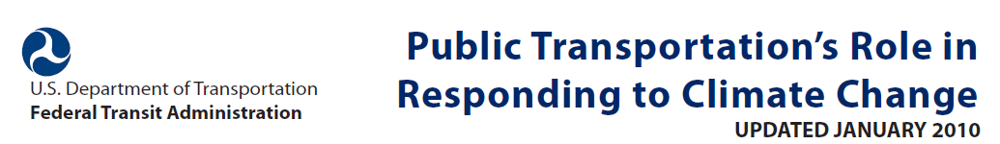 U.S. Department of Transportation
Federal Transit Administration
Public Transportation's Role in
Responding to Climate Change
UPDATED JANUARY 2010